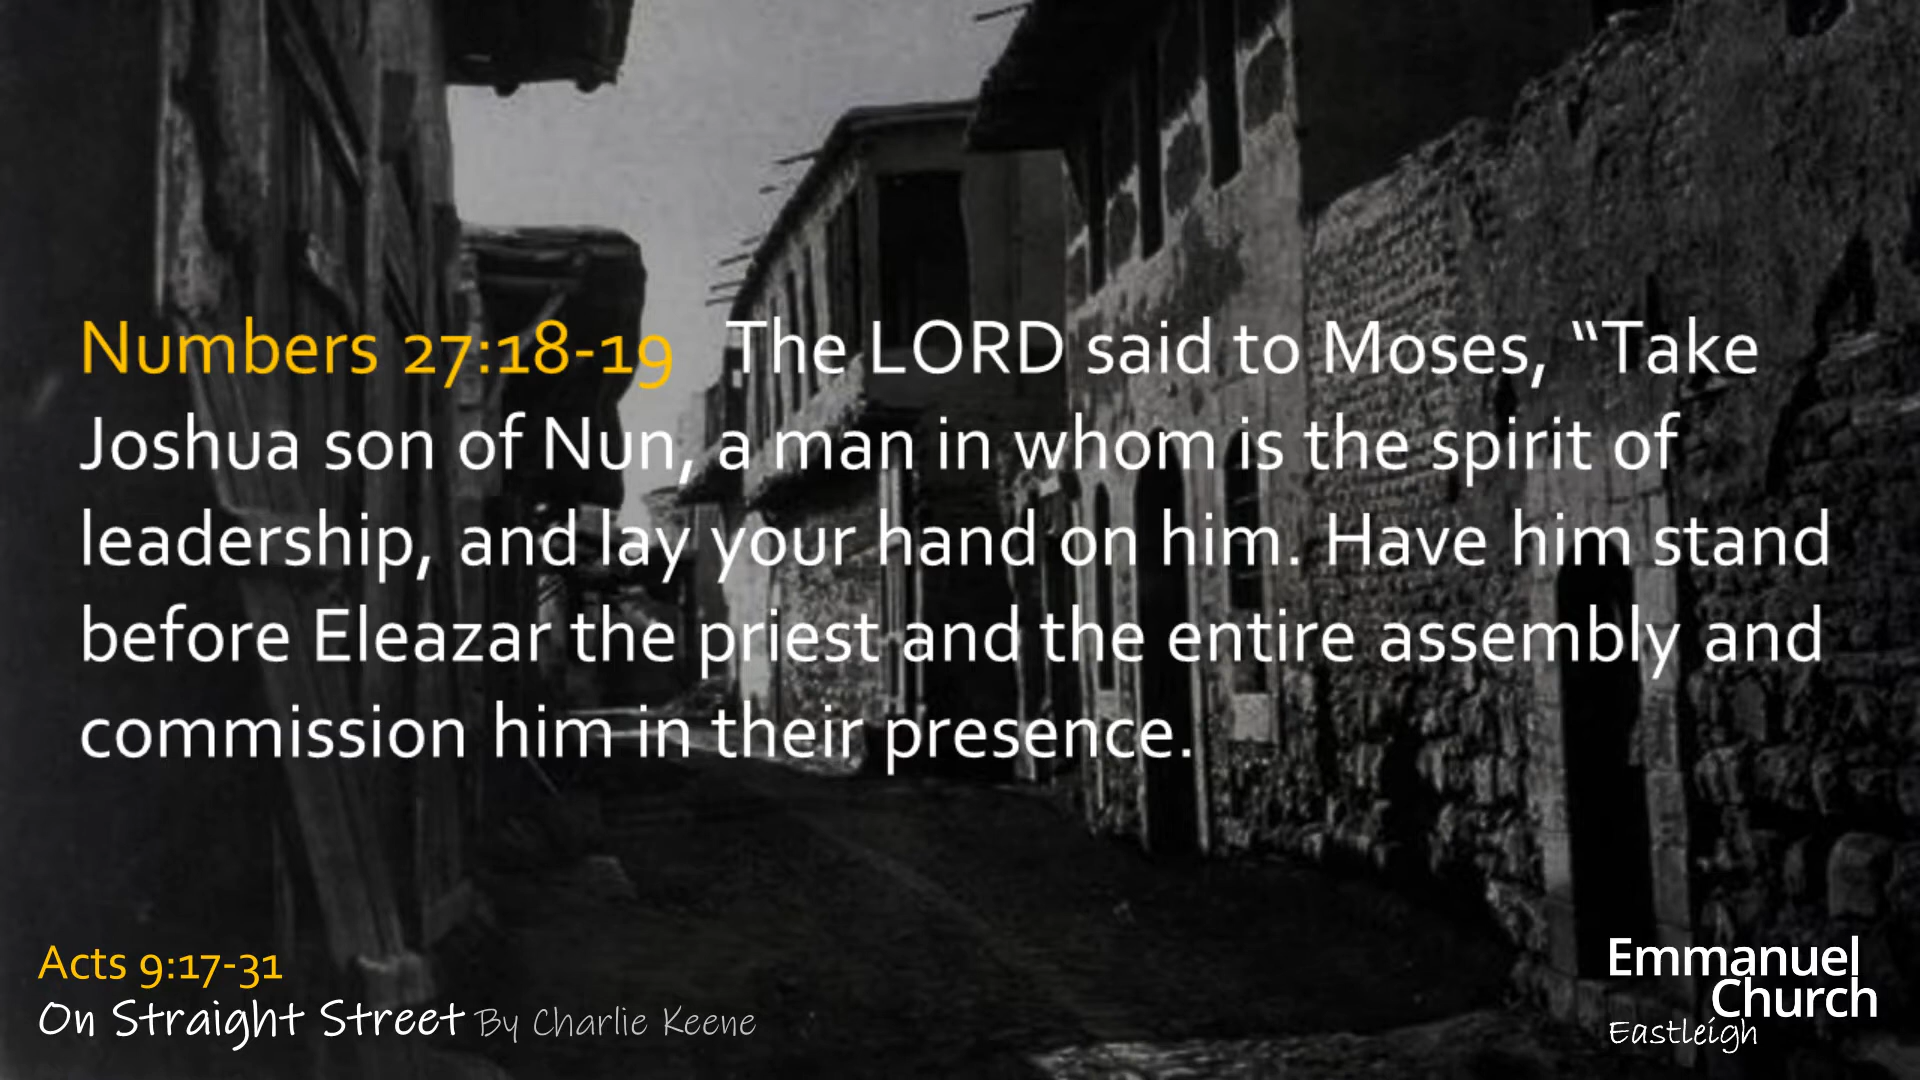 Numbers 27:18-19 The LORD said to Moses, “Take
Joshua son of Nun, a man in whom is the spirit of
leadership, and lay your hand on him. Have him stand
before Eleazar the priest and the entire assembly and
commission him in their presence.
Acts 9:17-31
On Straight Street By Charlie Keene
Emmanuel
Church
Eastleigh